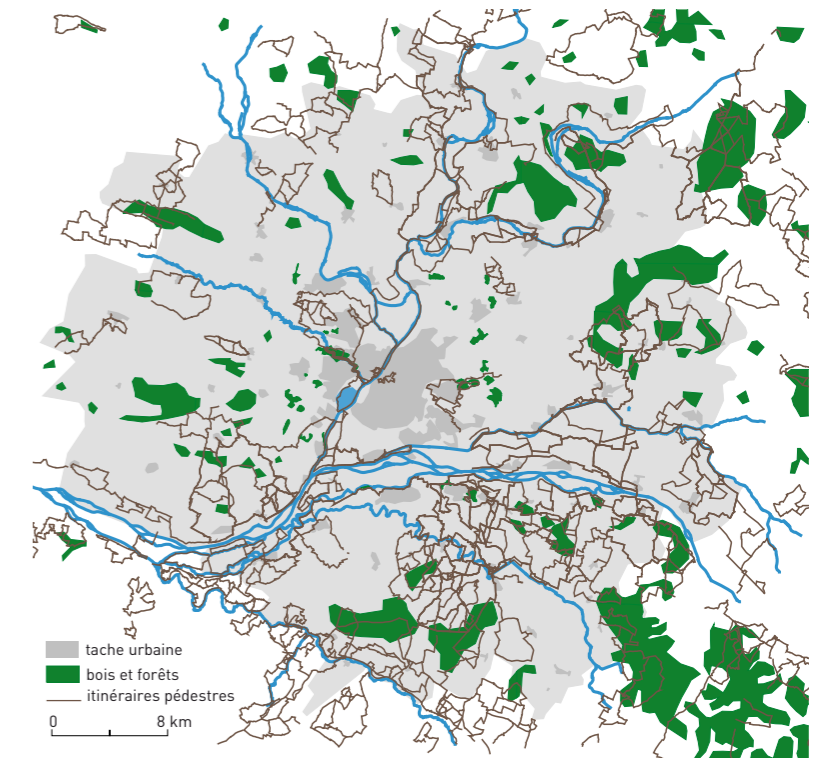 tache urbaine
bois et forêts
itinéraires pédestres
0 8 km